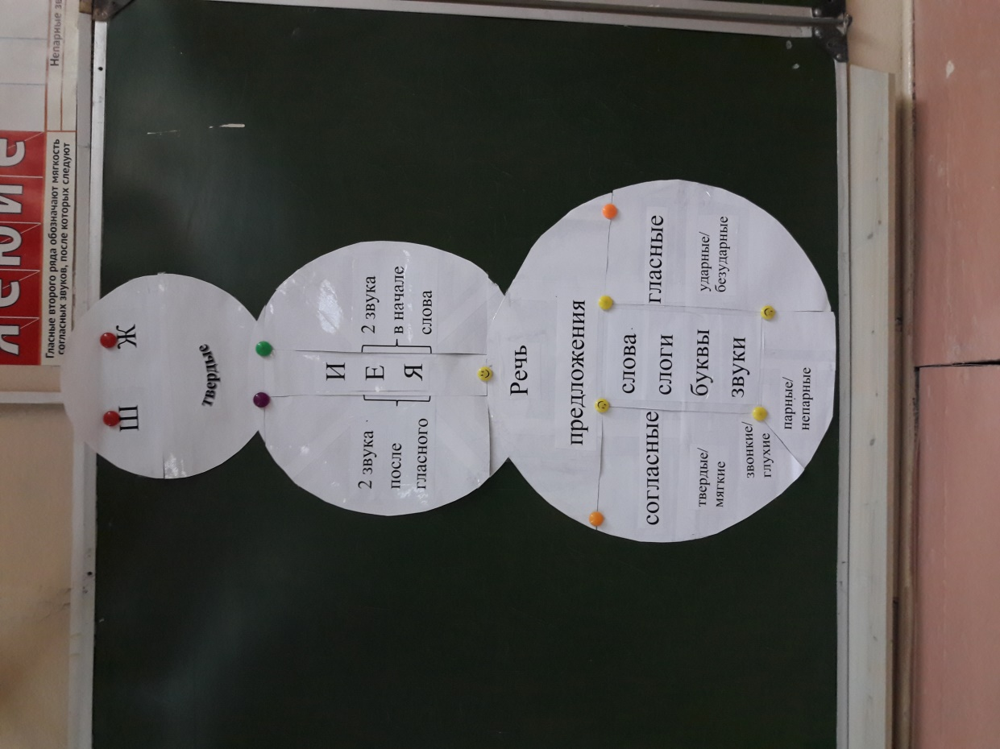 Непарные
Гласные второго ряда обозначают мягкость
согласных звуков, после которых следуют
Ш Ж
твердые
И
Е
Я
2 звука
после
гласного
2 звука
в начале
слова
Речь
предложения
слова
слоги
буквы
звуки
согласные
твердые/
мягкие
звонкие/
глухие
парные/
непарные
гласные
ударные/
безударные